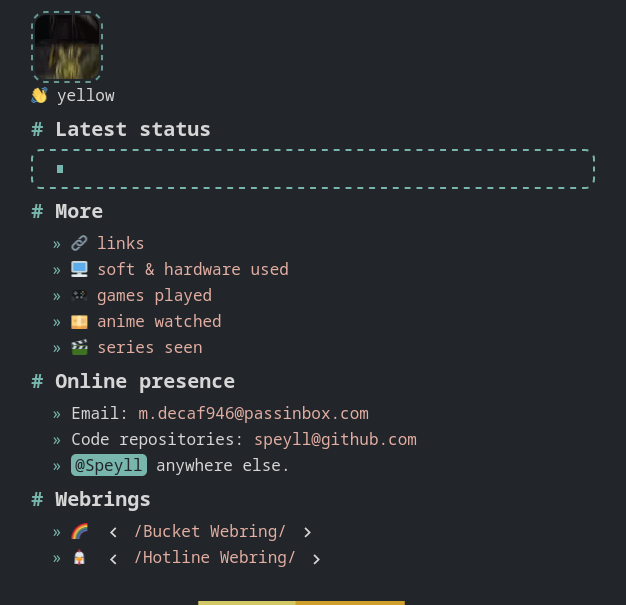 👋 yellow
# Latest status
# More
» 🔗 links
» 🖥️ soft & hardware used
» 🎮 games played
» 🎴 anime watched
» 🎬 series seen
# Online presence
» Email: m.decaf946@passinbox.com
» Code repositories: speyll@github.com
» @Speyll anywhere else.
# Webrings
» 🌈 < /Bucket Webring/ >
» < /Hotline Webring/ >